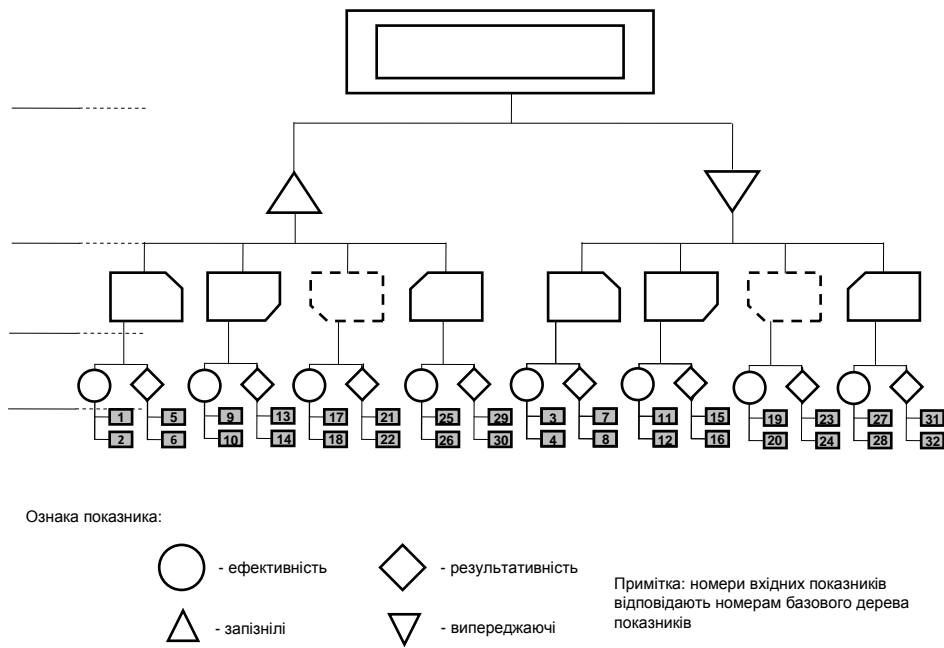 1 5 9 13 17 21 25 29 3 7 11 15 19 23 27 31
2 6 10 14 18 22 26 30 4 8 12 16 20 24 28 32
Ознака показника:
- ефективність
- результативність
- запізнілі
- випереджаючі
Примітка: номери вхідних показників
відповідають номерам базового дерева
показників